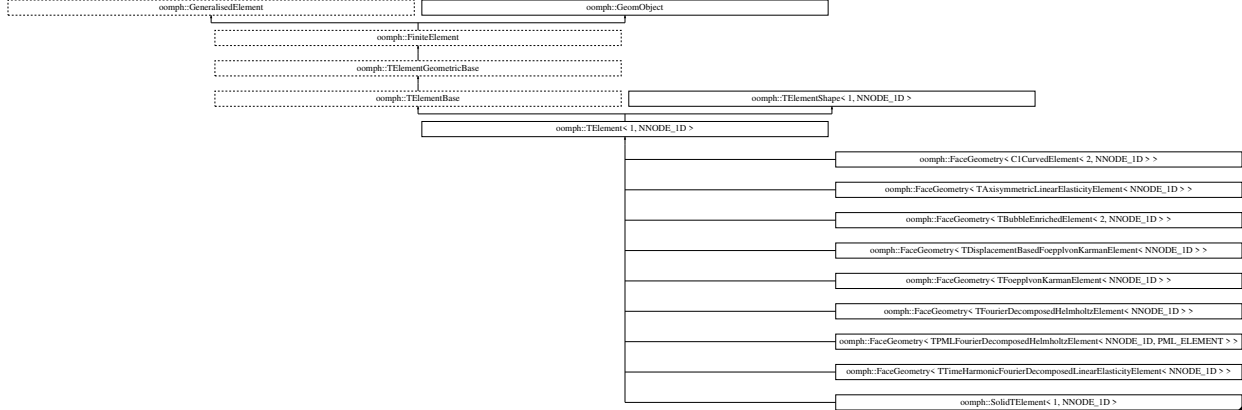 oomph::GeneralisedElement
oomph::GeomObject
oomph::FiniteElement
oomph::TElementGeometricBase
oomph::TElementBase
oomph::TElementShape< 1, NNODE_1D >
oomph::TElement< 1, NNODE_1D >
oomph::FaceGeometry< C1CurvedElement< 2, NNODE_1D > >
oomph::FaceGeometry< TAxisymmetricLinearElasticityElement< NNODE_1D > >
oomph::FaceGeometry< TBubbleEnrichedElement< 2, NNODE_1D > >
oomph::FaceGeometry< TDisplacementBasedFoepplvonKarmanElement< NNODE_1D > >
oomph::FaceGeometry< TFoepplvonKarmanElement< NNODE_1D > >
oomph::FaceGeometry< TFourierDecomposedHelmholtzElement< NNODE_1D > >
oomph::FaceGeometry< TPMLFourierDecomposedHelmholtzElement< NNODE_1D, PML_ELEMENT > >
oomph::FaceGeometry< TTimeHarmonicFourierDecomposedLinearElasticityElement< NNODE_1D > >
oomph::SolidTElement< 1, NNODE_1D >